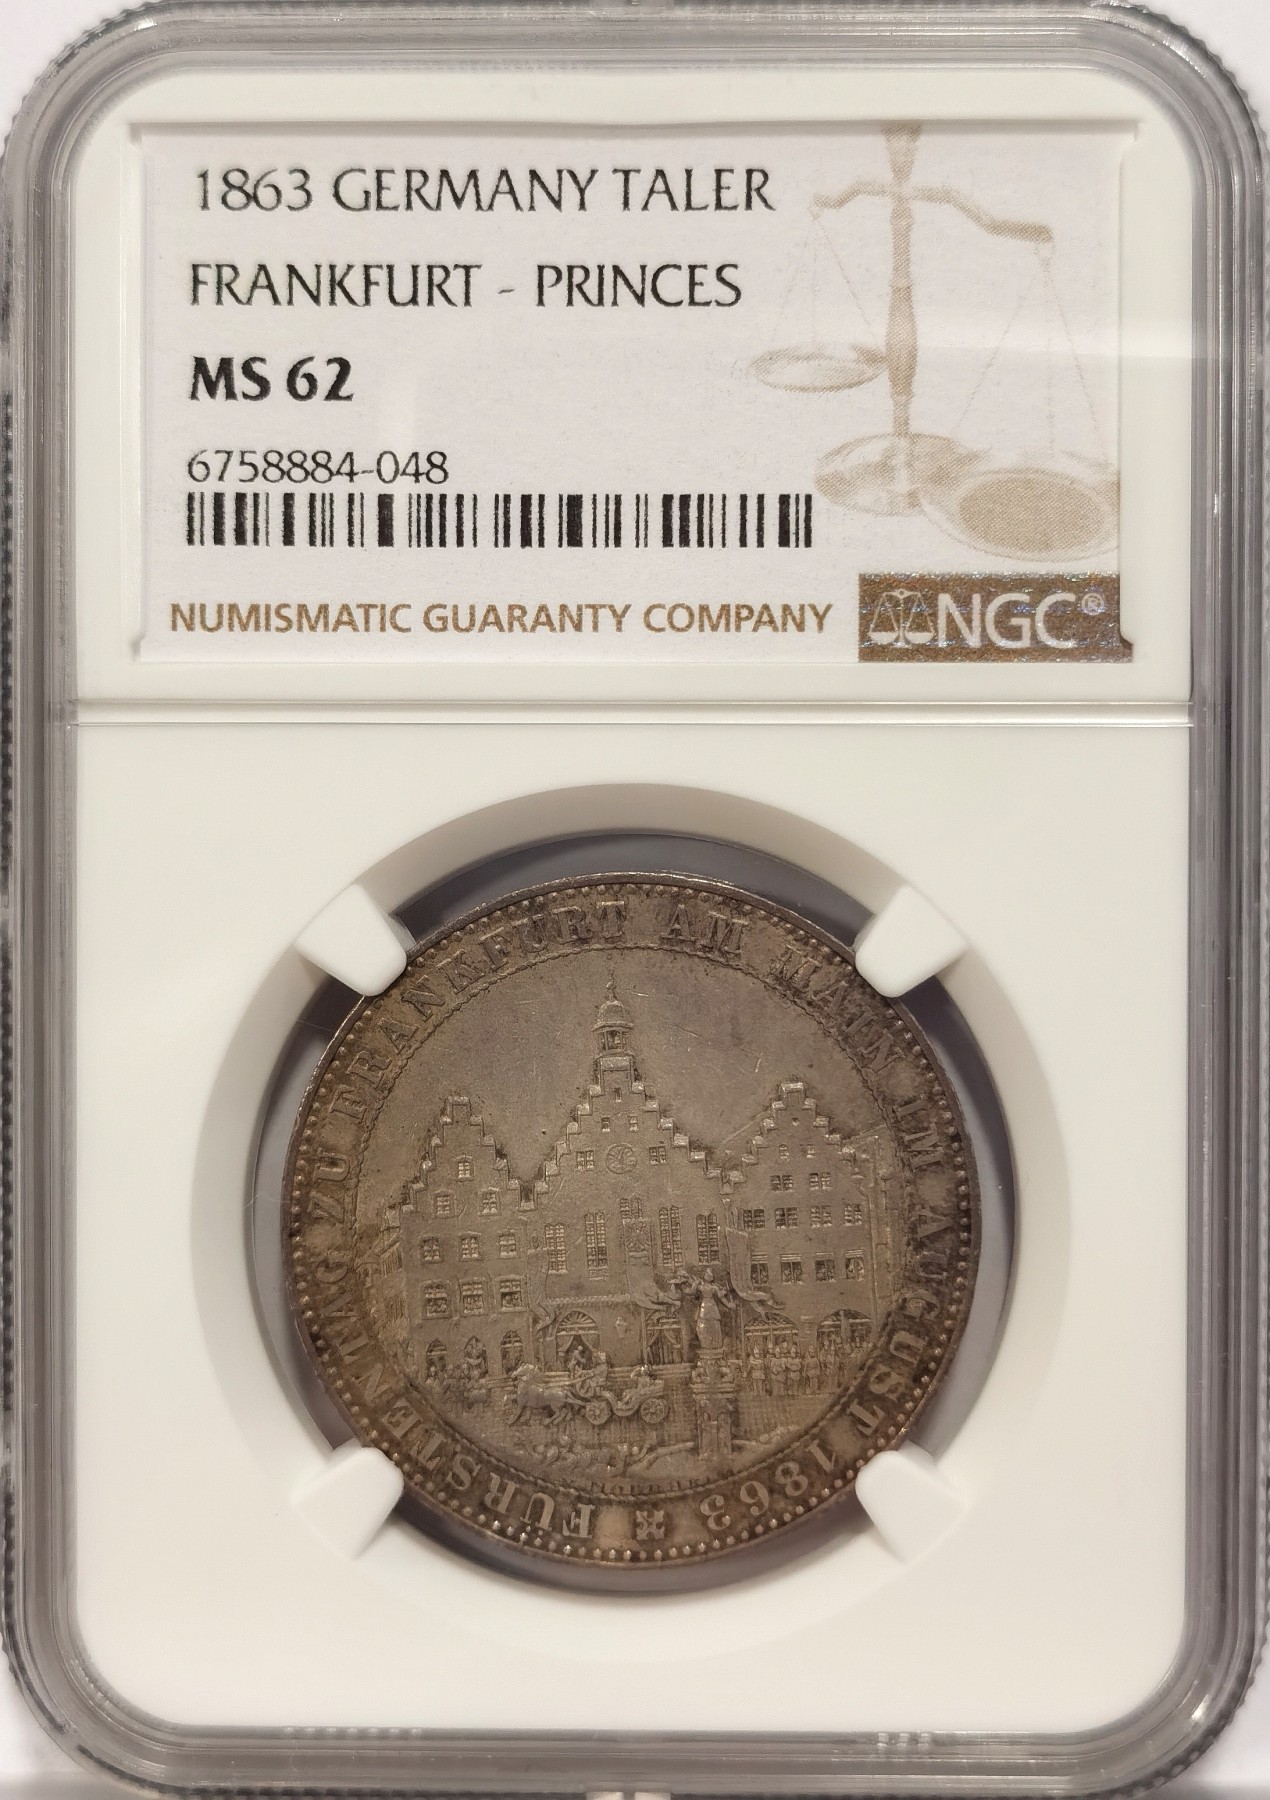 1863 GERMANY TALER
FRANKFURT - PRINCES
MS 62
6758884-048
NUMISMATIC GUARANTY COMPANY
NGC®
FÜRSTENTAG ZU FRANKFURT AM MAIN IM AUGUST 1863